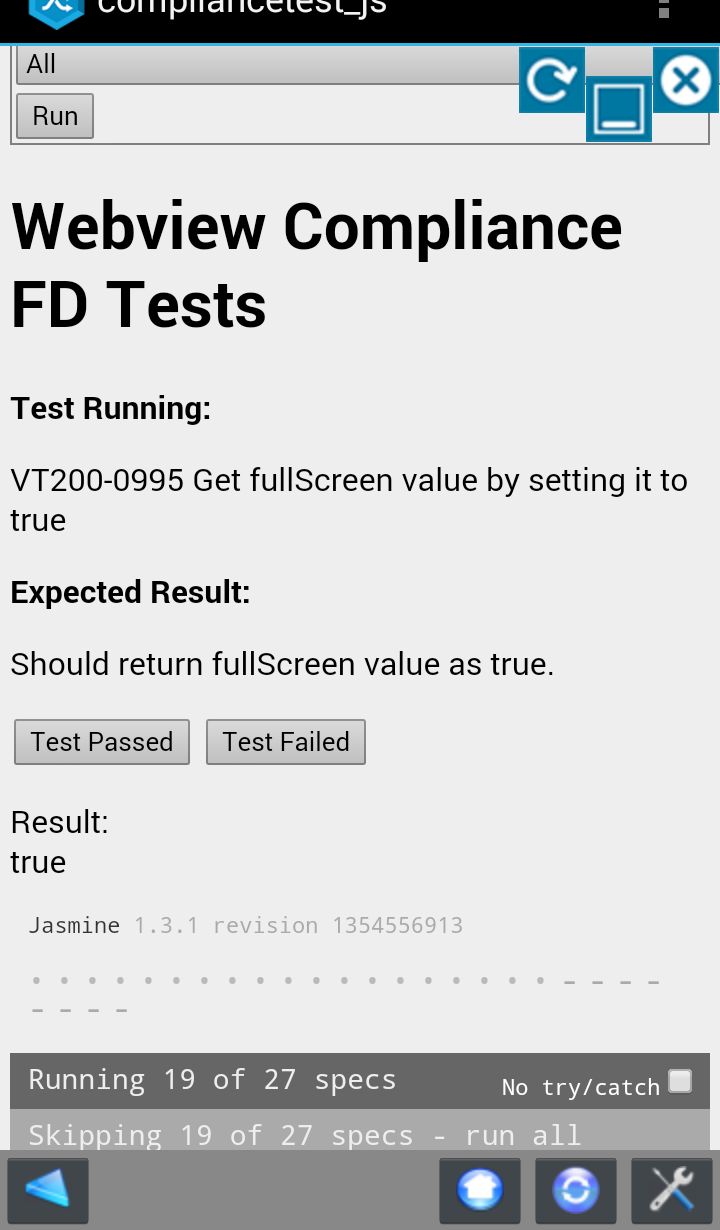 compliancetest_js
All
Run
Webview Compliance
FD Tests
Test Running:
VT200-0995 Get fullScreen value by setting it to
true
Expected Result:
Should return fullScreen value as true.
Test Passed Test Failed
Result:
true
Jasmine 1.3.1 revision 1354556913
Running 19 of 27 specs No try/catch
Skipping 19 of 27 specs - run all